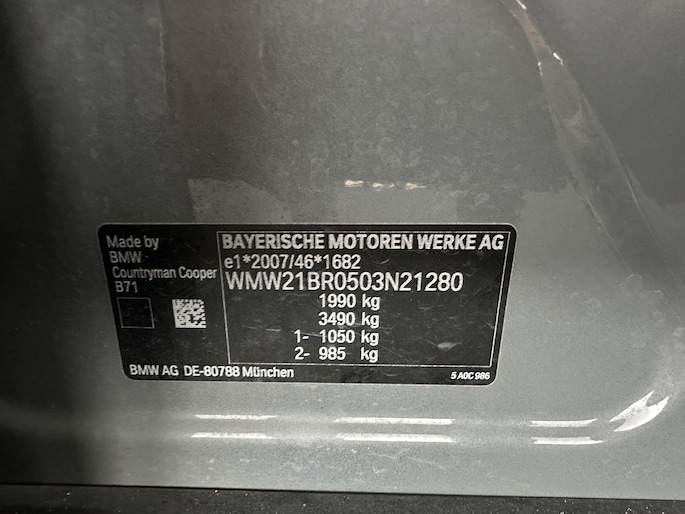 Made by
BMW
Countryman Cooper
B71
BAYERISCHE MOTOREN WERKE AG
e1*2007/46*1682
WMW21BR0503N21280
1990 kg
3490 kg
1- 1050 kg
2- 985 kg
BMW AG DE-80788 München
5 A0C 986